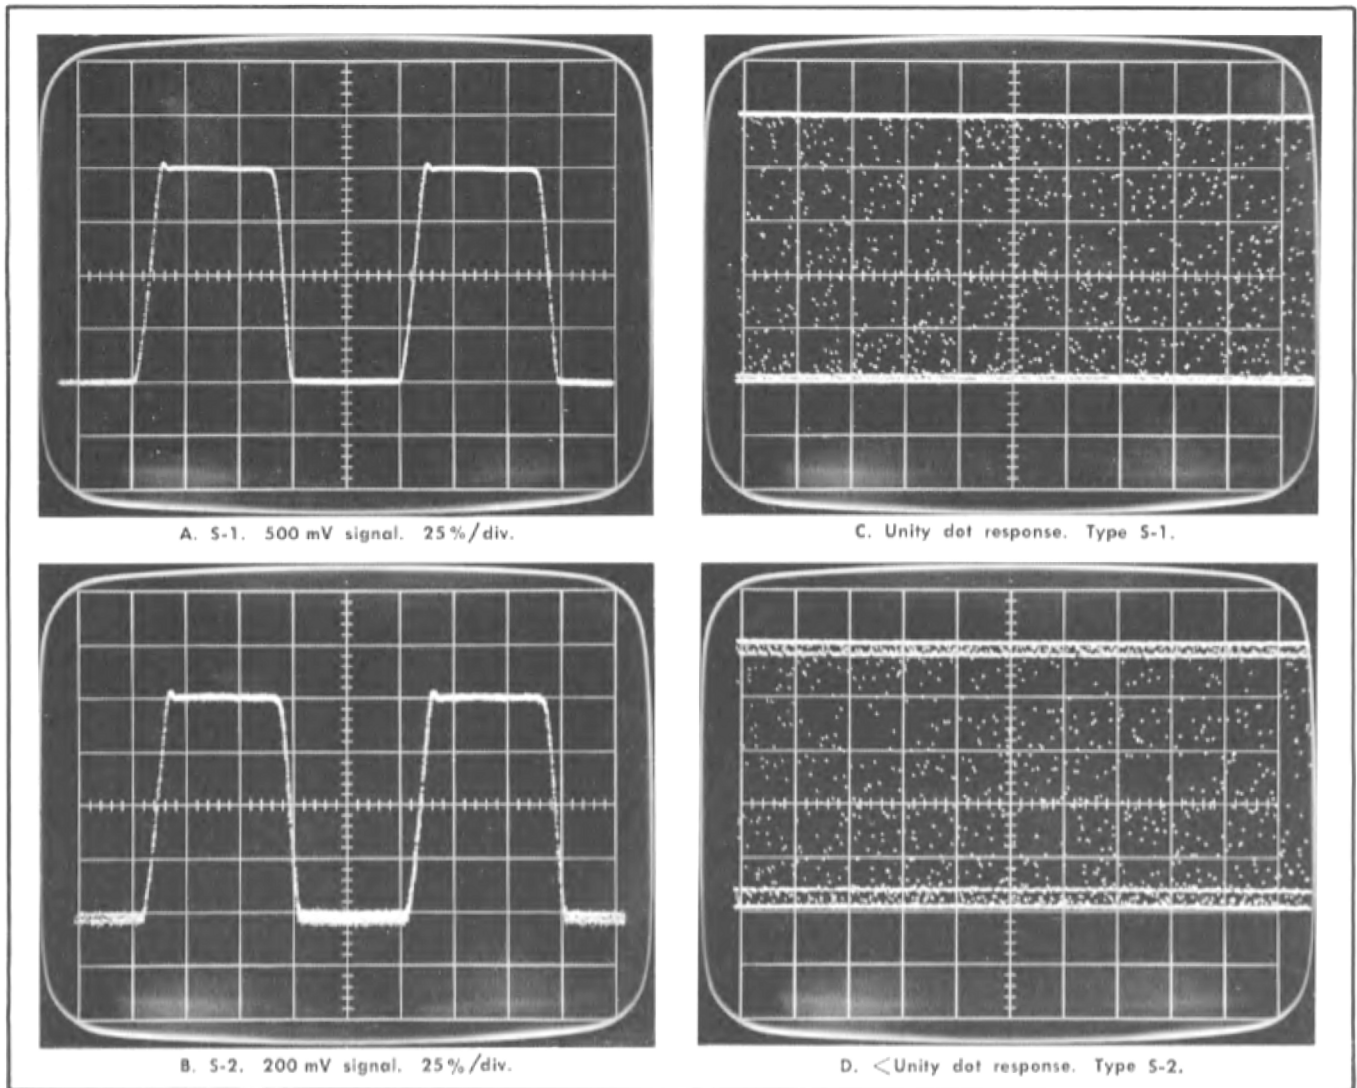 A. S-1. 500 mV signal. 25%/div.
C. Unity dot response. Type S-1.
B. S-2. 200 mV signal. 25%/div.
D. <Unity dot response. Type S-2.